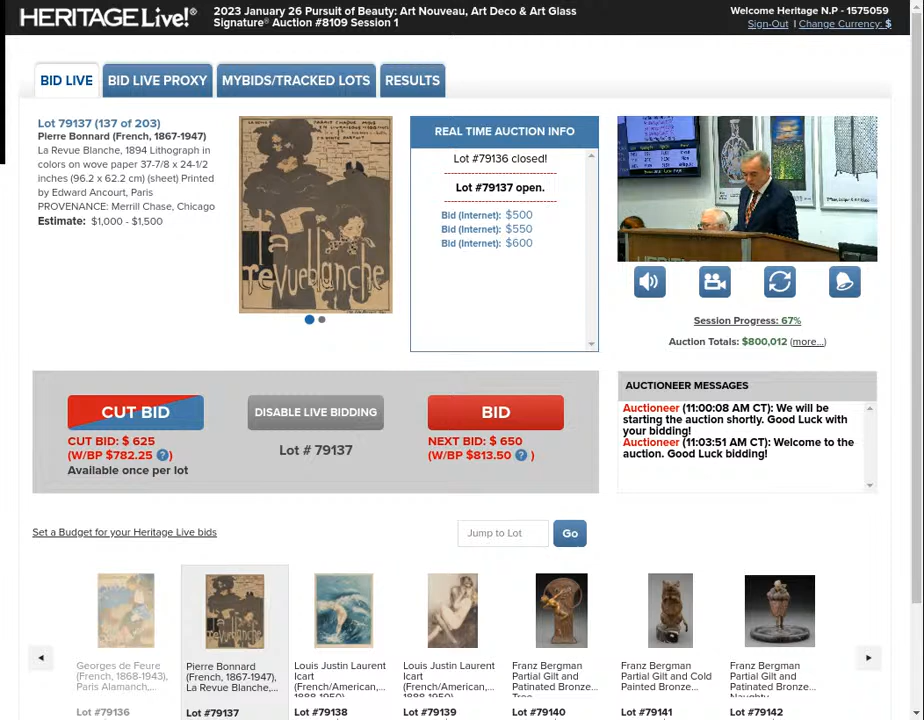 HERITAGE Live!®
2023 January 26 Pursuit of Beauty: Art Nouveau, Art Deco & Art Glass
Signature® Auction #8109 Session 1
Welcome Heritage N.P - 1575059
Sign-Out | Change Currency: $
BID LIVE
BID LIVE PROXY
MYBIDS/TRACKED LOTS
RESULTS
Lot 79137 (137 of 203)
Pierre Bonnard (French, 1867-1947)
La Revue Blanche, 1894 Lithograph in
colors on wove paper 37-7/8 x 24-1/2
inches (96.2 x 62.2 cm) (sheet) Printed
by Edward Ancourt, Paris
PROVENANCE: Merrill Chase, Chicago
Estimate: $1,000 - $1,500
la
revue blanche
REAL TIME AUCTION INFO
Lot #79136 closed!
Lot #79137 open.
Bid (Internet): $500
Bid (Internet): $550
Bid (Internet): $600
Session Progress: 67%
Auction Totals: $800,012 (more...)
CUT BID
CUT BID: $ 625
(W/BP $782.25 ?)
Available once per lot
DISABLE LIVE BIDDING
Lot # 79137
BID
NEXT BID: $ 650
(W/BP $813.50 ? )
AUCTIONEER MESSAGES
Auctioneer (11:00:08 AM CT): We will be
starting the auction shortly. Good Luck with
your bidding!
Auctioneer (11:03:51 AM CT): Welcome to the
auction. Good Luck bidding!
Set a Budget for your Heritage Live bids
Jump to Lot
Go
Georges de Feure
(French, 1868-1943),
Paris Alamanch,...
Lot #79136
Pierre Bonnard
(French, 1867-1947),
La Revue Blanche,...
Lot #79137
Louis Justin Laurent
Icart
(French/American,...
1888-1950)
Lot #79138
Louis Justin Laurent
Icart
(French/American,...
1888-1950)
Lot #79139
Franz Bergman
Partial Gilt and
Patinated Bronze...
Lot #79140
Franz Bergman
Partial Gilt and Cold
Painted Bronze...
Lot #79141
Franz Bergman
Partial Gilt and
Patinated Bronze...
Naughty
Lot #79142